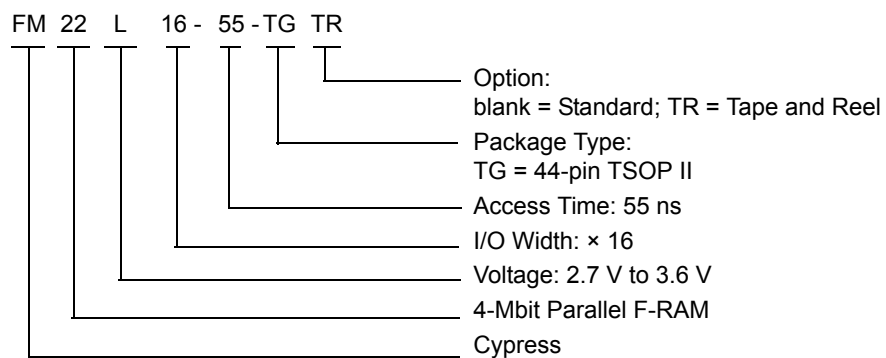 FM 22 L 16 - 55 - TG TR
Option:
blank = Standard; TR = Tape and Reel
Package Type:
TG = 44-pin TSOP II
Access Time: 55 ns
I/O Width: × 16
Voltage: 2.7 V to 3.6 V
4-Mbit Parallel F-RAM
Cypress